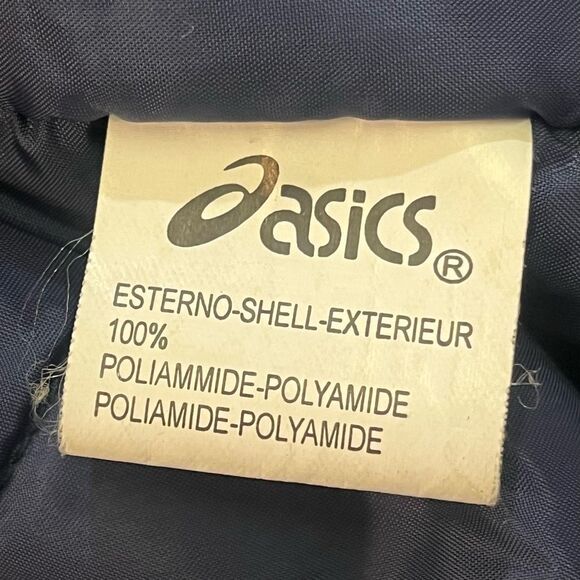 asics®
ESTERNO-SHELL-EXTERIEUR
100%
POLIAMMIDE-POLYAMIDE
POLIAMIDE-POLYAMIDE